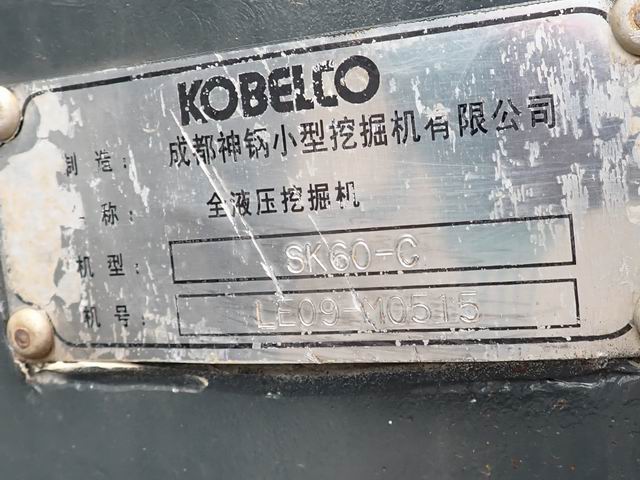 KOBELCO
制造: 成都神钢小型挖掘机有限公司
称: 全液压挖掘机
机型: SK60-C
机号: LE09-M0515